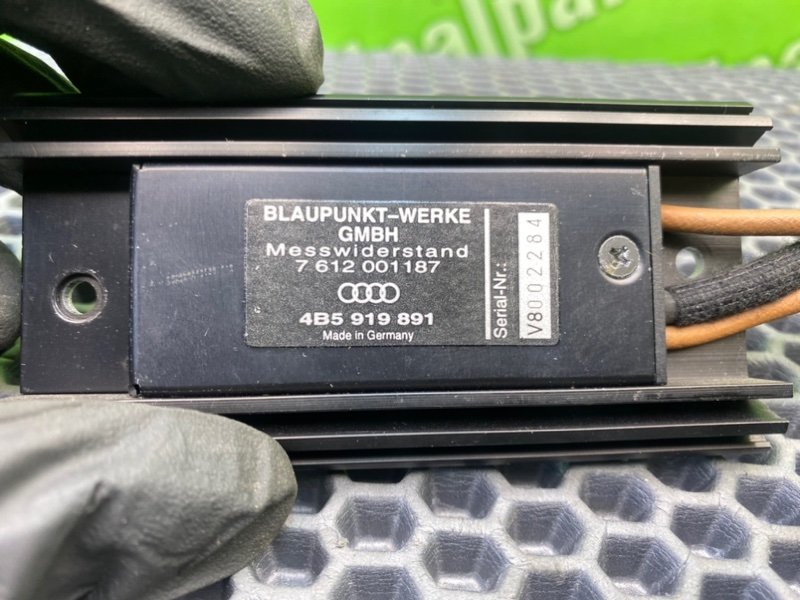 BLAUPUNKT-WERKE
GMBH
Messwiderstand
7 612 001187
4B5 919 891
Made in Germany
Serial-Nr.:
V8002284